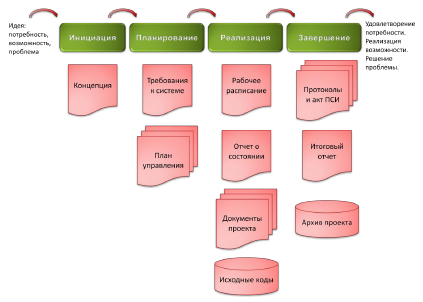 Идея:
потребность,
возможность,
проблема
Инициация
Планирование
Реализация
Завершение
Удовлетворение
потребности.
Реализация
возможности.
Решение
проблемы.
Концепция
Требования
к системе
План
управления
Рабочее
расписание
Отчет о
состоянии
Документы
проекта
Исходные коды
Протоколы
и акт ПСИ
Итоговый
отчет
Архив проекта